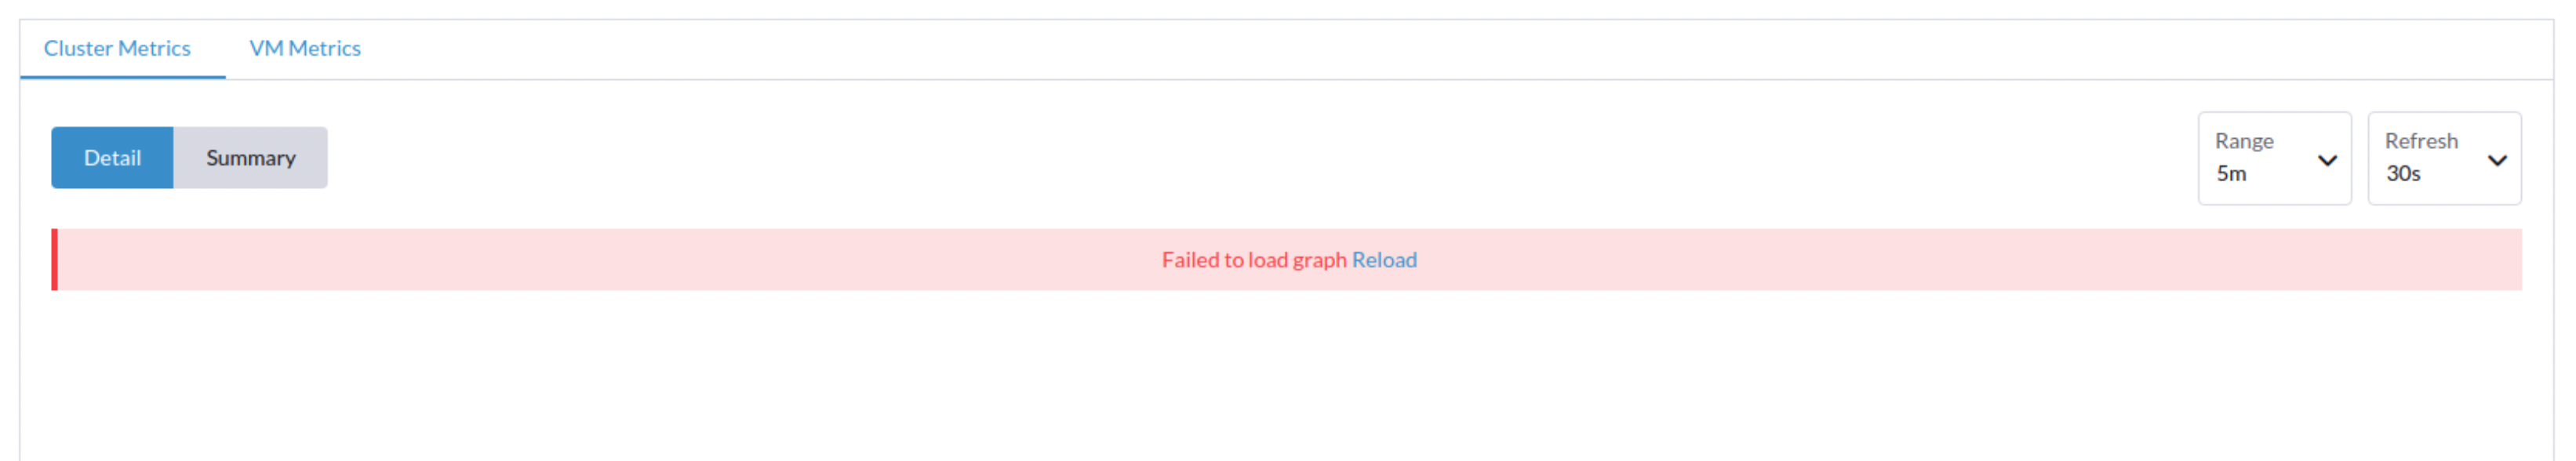 Cluster Metrics VM Metrics
Detail Summary
Range
5m
Refresh
30s
Failed to load graph Reload